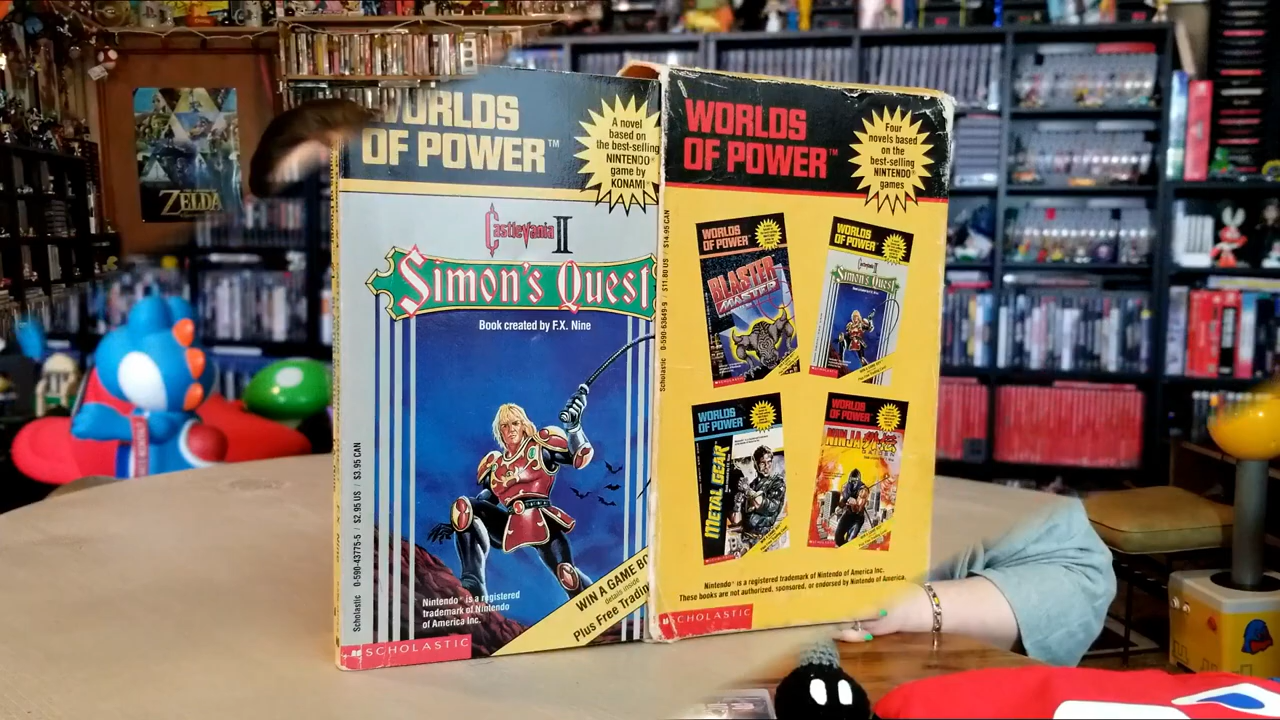 ZELDA
WORLDS
OF POWER™
A novel
based on
the best-selling
NINTENDO®
game by
KONAMI®
Castlevania II
Simon's Quest
Book created by F.X. Nine
Scholastic 0-590-43775-5 / $2.95 US / $3.95 CAN
Nintendo® is a registered
trademark of Nintendo
of America Inc.
WIN A GAME BO
details inside
Plus Free Tradin
SCHOLASTIC
Scholastic 0-590-63649-9 / $11.80 US / $14.95 CAN
WORLDS
OF POWER™
Four
novels based
on the
best-selling
NINTENDO®
games
WORLDS
OF POWER
BLASTER
MASTER
WORLDS
OF POWER
Castlevania II
Simon's Quest
WORLDS
OF POWER
METAL GEAR
WORLDS
OF POWER
NINJA
GAIDEN
Nintendo® is a registered trademark of Nintendo of America Inc.
These books are not authorized, sponsored, or endorsed by Nintendo of America.
SCHOLASTIC